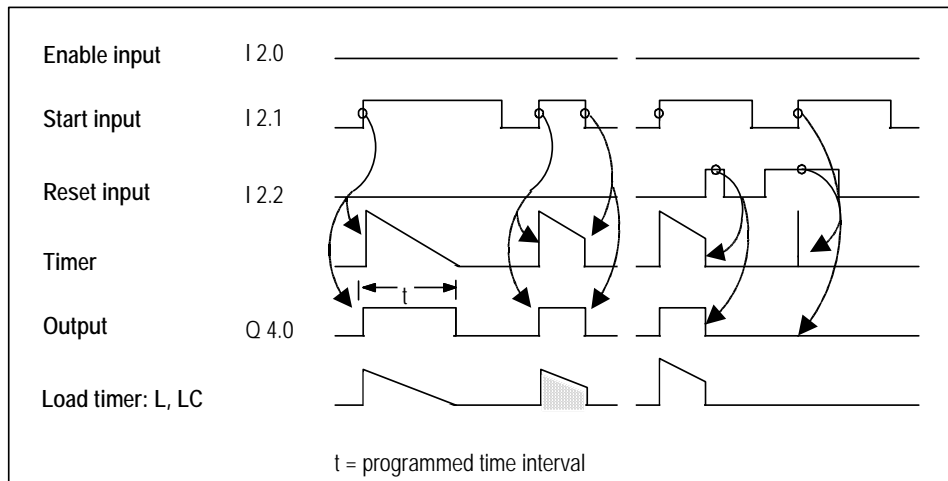 Enable input I 2.0
Start input I 2.1
Reset input I 2.2
Timer
t
Output Q 4.0
Load timer: L, LC
t = programmed time interval